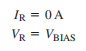 I_R = 0 A
V_R = V_BIAS